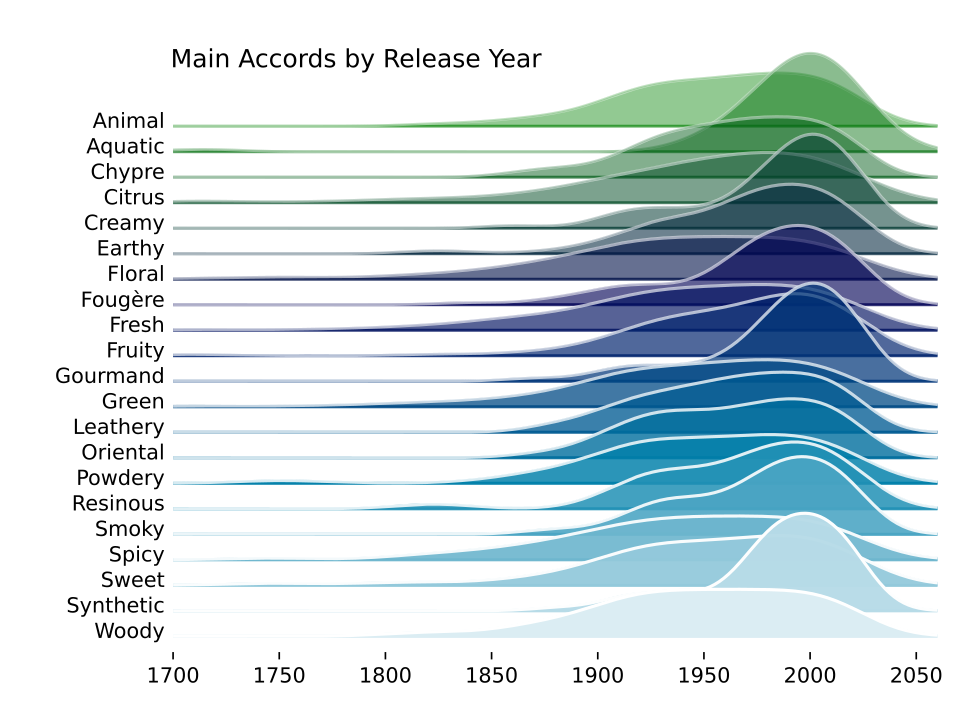 Main Accords by Release Year
Animal
Aquatic
Chypre
Citrus
Creamy
Earthy
Floral
Fougère
Fresh
Fruity
Gourmand
Green
Leathery
Oriental
Powdery
Resinous
Smoky
Spicy
Sweet
Synthetic
Woody
1700 1750 1800 1850 1900 1950 2000 2050